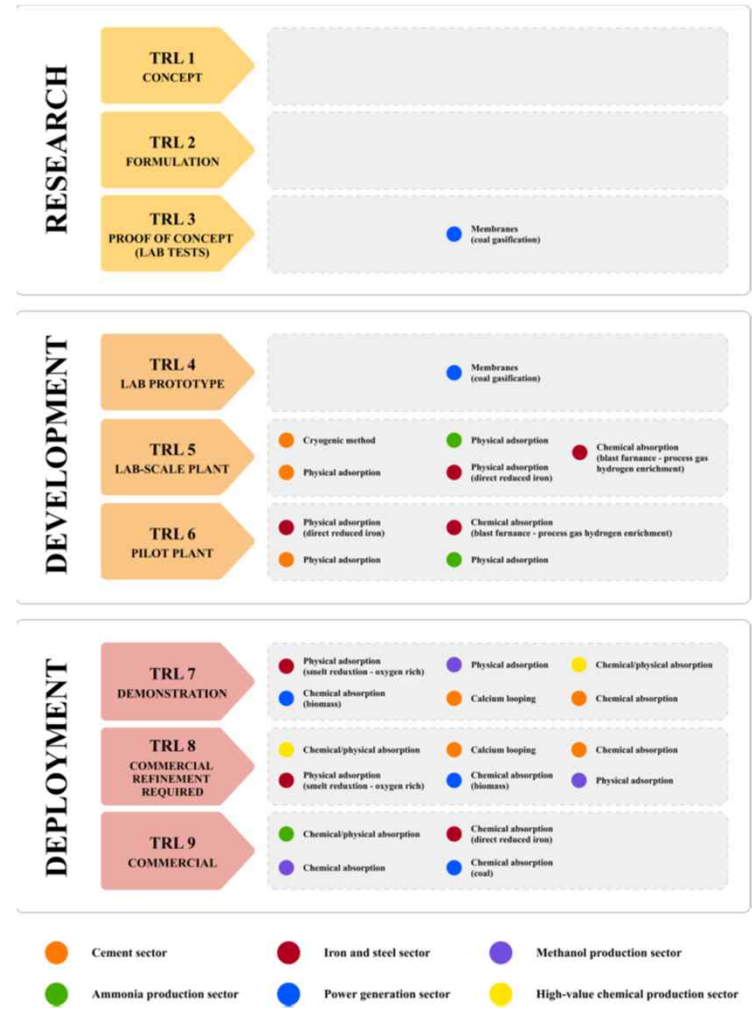 RESEARCH
TRL 1
CONCEPT
TRL 2
FORMULATION
TRL 3
PROOF OF CONCEPT
(LAB TESTS)
Membranes
(coal gasification)
DEVELOPMENT
TRL 4
LAB PROTOTYPE
Membranes
(coal gasification)
TRL 5
LAB-SCALE PLANT
Cryogenic method
Physical adsorption
Chemical absorption
(blast furnance - process gas
hydrogen enrichment)
Physical adsorption
Physical adsorption
(direct reduced iron)
TRL 6
PILOT PLANT
Physical adsorption
(direct reduced iron)
Chemical absorption
(blast furnance - process gas hydrogen enrichment)
Physical adsorption
Physical adsorption
DEPLOYMENT
TRL 7
DEMONSTRATION
Physical adsorption
(smelt reduxtion - oxygen rich)
Physical adsorption
Chemical/physical absorption
Chemical absorption
(biomass)
Calcium looping
Chemical absorption
TRL 8
COMMERCIAL
REFINEMENT
REQUIRED
Chemical/physical absorption
Calcium looping
Chemical absorption
Physical adsorption
(smelt reduxtion - oxygen rich)
Chemical absorption
(biomass)
Physical adsorption
TRL 9
COMMERCIAL
Chemical/physical absorption
Chemical absorption
(direct reduced iron)
Chemical absorption
Chemical absorption
(coal)
Cement sector
Iron and steel sector
Methanol production sector
Ammonia production sector
Power generation sector
High-value chemical production sector